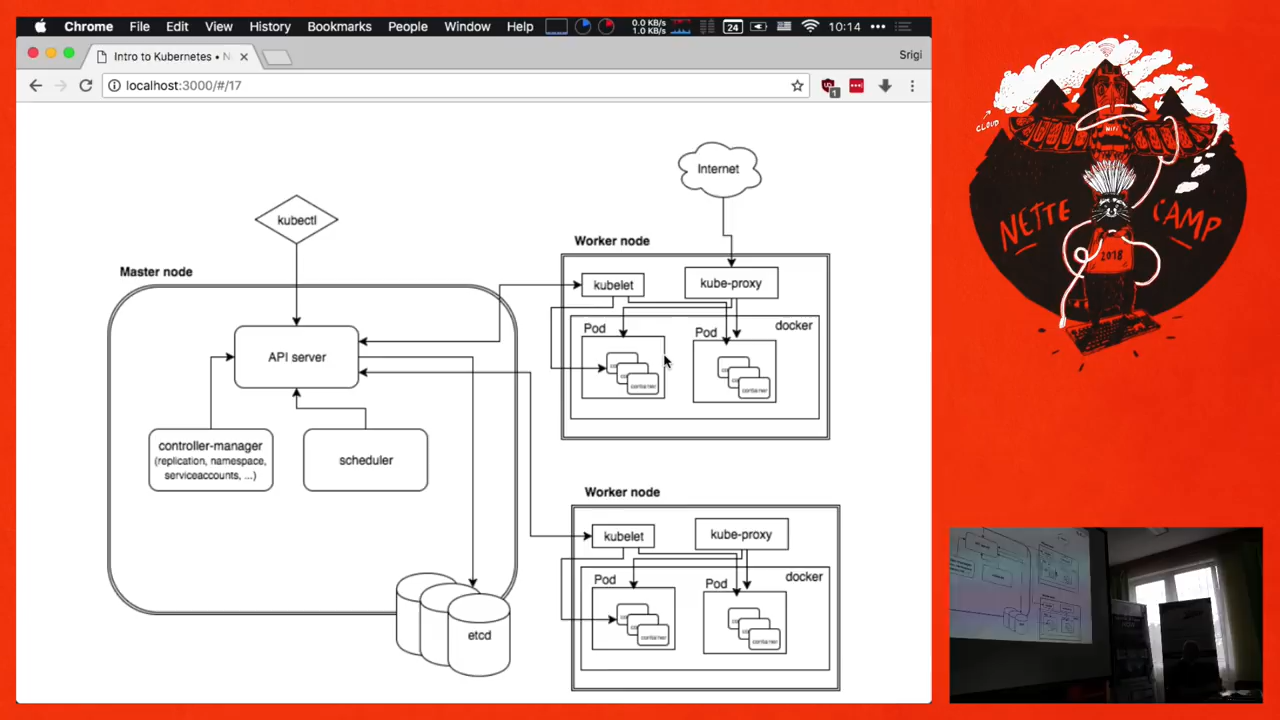 Chrome File Edit View History Bookmarks People Window Help 0.0 KB/s 1.0 KB/s 24 10:14
Intro to Kubernetes • N
Srigi
localhost:3000/#/17
1
Internet
kubectl
Worker node
Master node
kubelet
kube-proxy
Pod
Pod
docker
API server
container
container
controller-manager
(replication, namespace,
serviceaccounts, ...)
scheduler
Worker node
kubelet
kube-proxy
Pod
Pod
docker
container
container
etcd
CLOUD
WiFi
NETTE
CAMP
2018